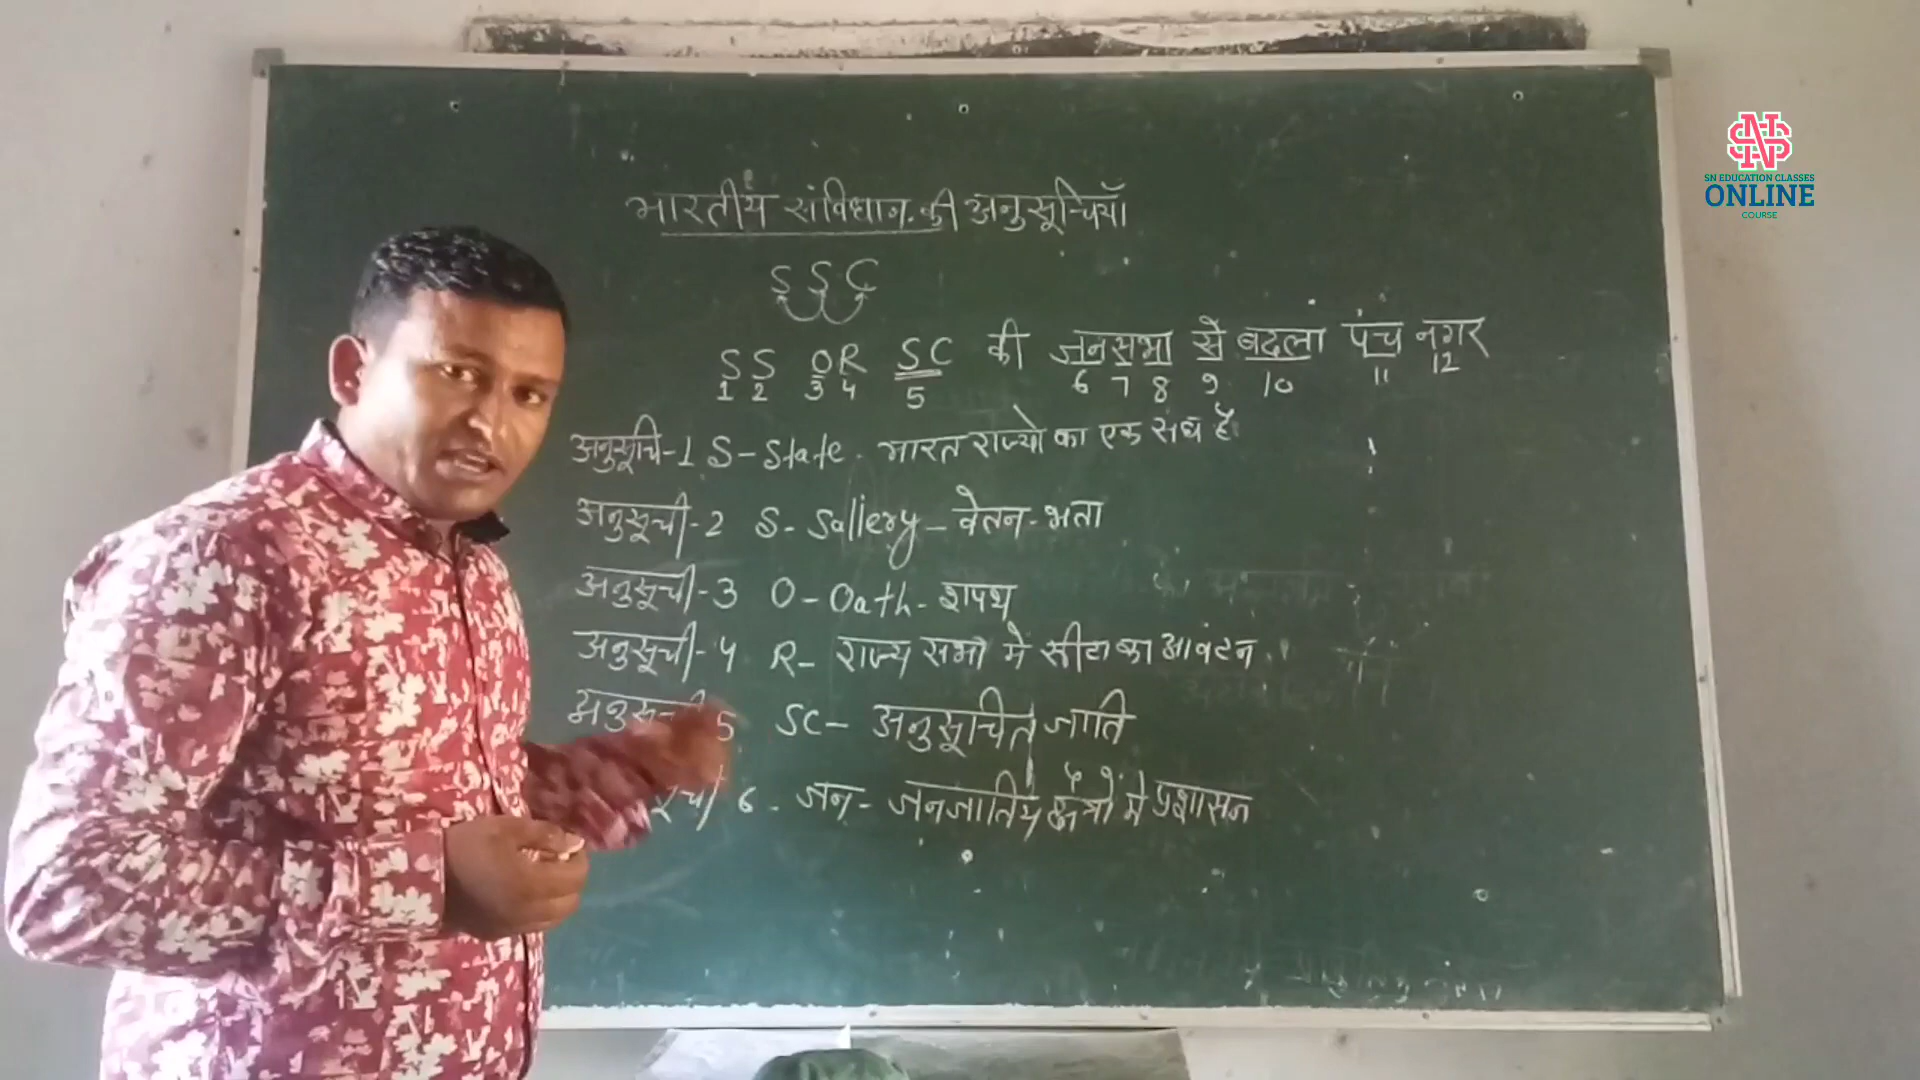 भारतीय संविधान की अनुसूचियाँ
S S C
S S OR SC की जनसभा से बदला पंच नगर
1 2 3 4 5 6 7 8 9 10 11 12
अनुसूचि-1 S-State. भारत राज्यो का एक संघ है
अनुसूची-2 S-Sallery-वेतन-भता
अनुसूची-3 O-Oath-शपथ
अनुसूची-4 R-राज्य सभा मे सीटो का आवंटन
अनुसूची 5 SC-अनुसूचित जाति
सूची 6 - जन-जनजातिय क्षेत्रों में प्रशासन
SN
SN EDUCATION CLASSES
ONLINE
COURSE